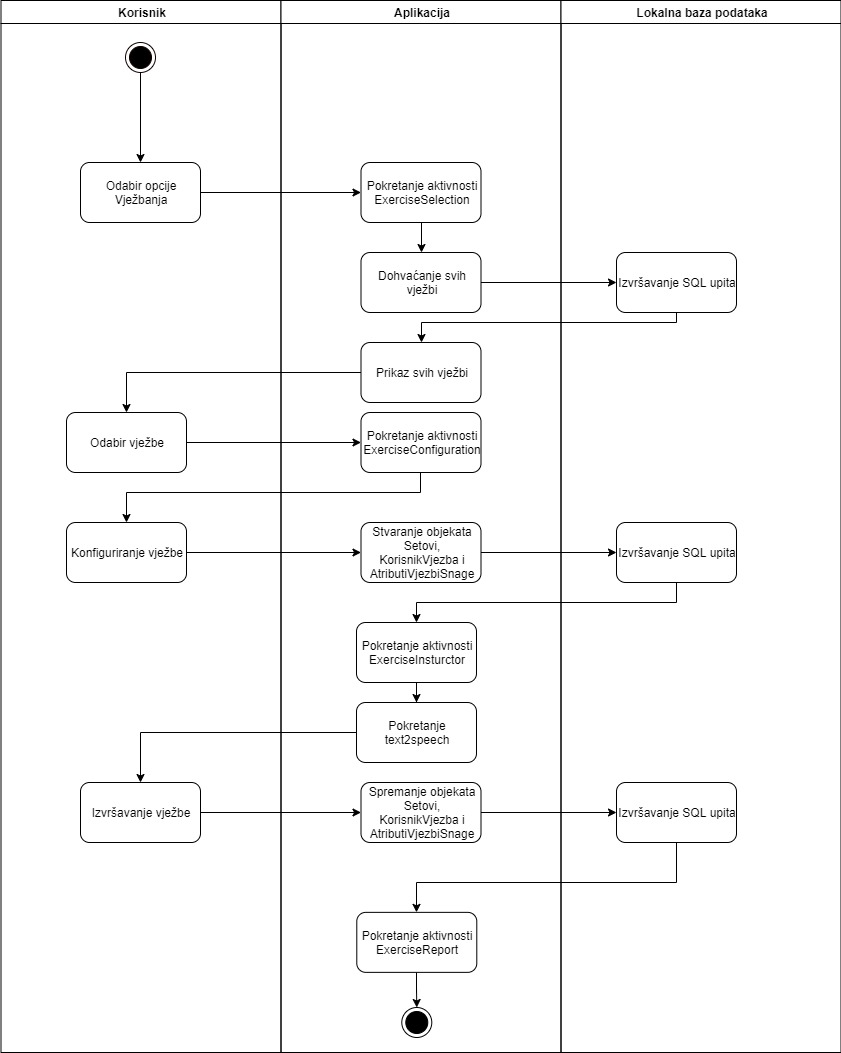 Korisnik
Aplikacija
Lokalna baza podataka
Odabir opcije
Vježbanja
Pokretanje aktivnosti
ExerciseSelection
Dohvaćanje svih
vježbi
Izvršavanje SQL upita
Prikaz svih vježbi
Odabir vježbe
Pokretanje aktivnosti
ExerciseConfiguration
Konfiguriranje vježbe
Stvaranje objekata
Setovi,
KorisnikVjezba i
AtributiVjezbiSnage
Izvršavanje SQL upita
Pokretanje aktivnosti
ExerciseInsturctor
Pokretanje
text2speech
Izvršavanje vježbe
Spremanje objekata
Setovi,
KorisnikVjezba i
AtributiVjezbiSnage
Izvršavanje SQL upita
Pokretanje aktivnosti
ExerciseReport